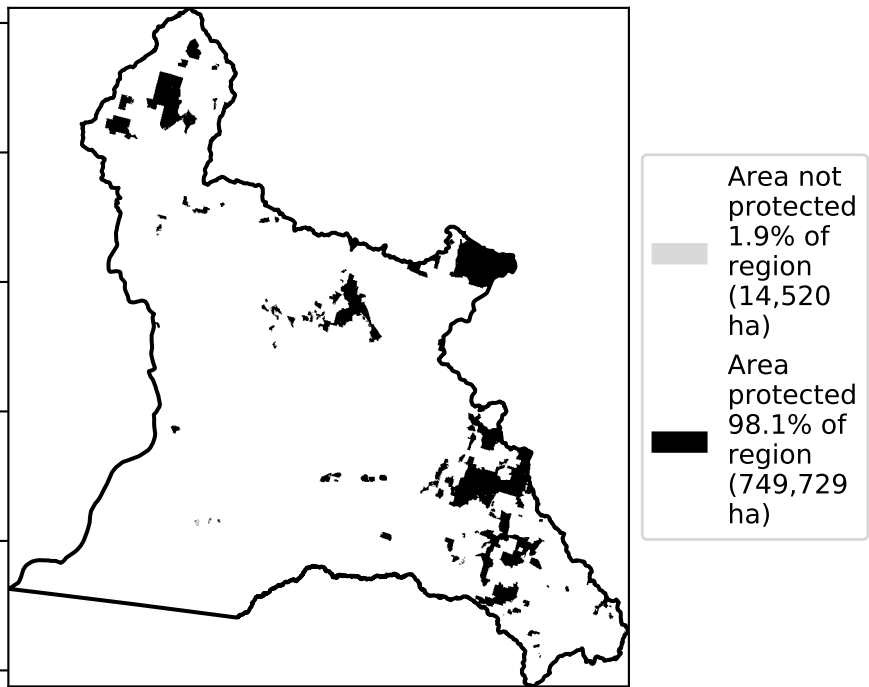 Area not
protected
1.9% of
region
(14,520
ha)
Area
protected
98.1% of
region
(749,729
ha)